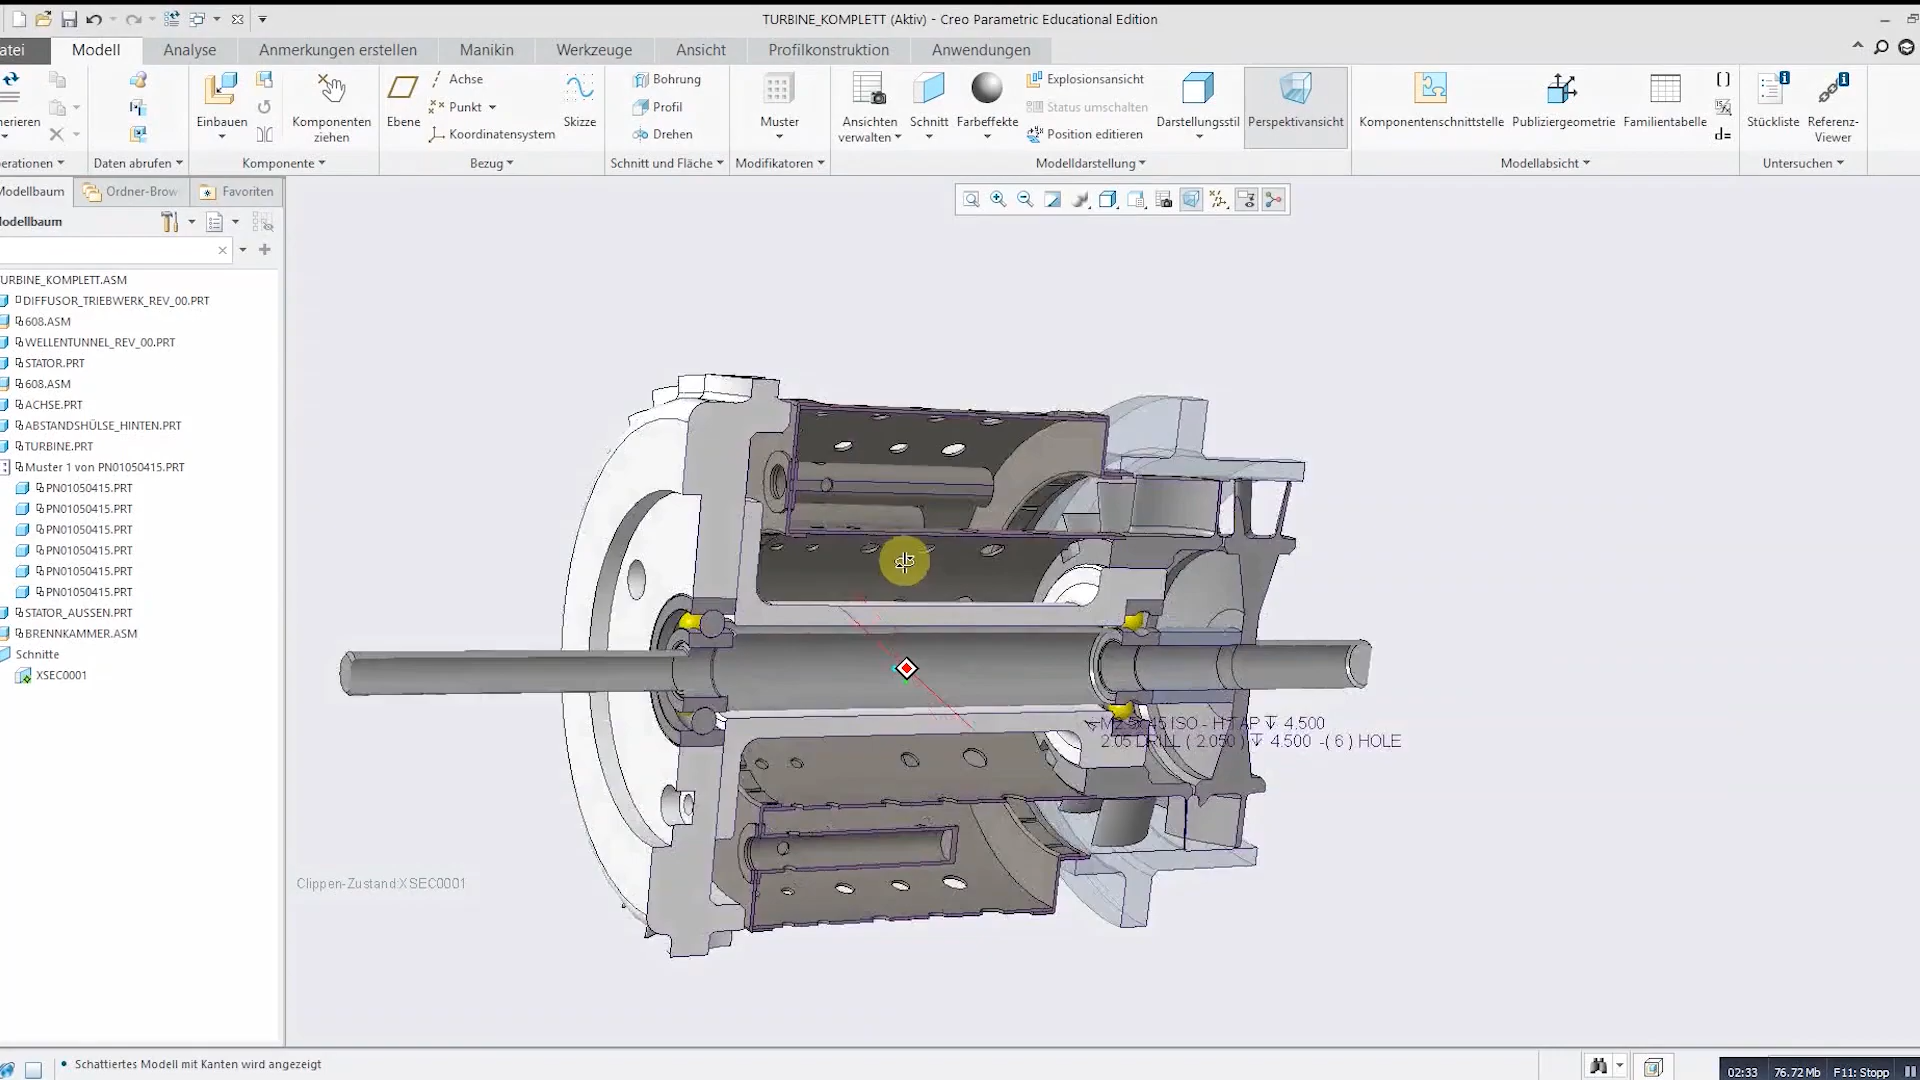 TURBINE_KOMPLETT (Aktiv) - Creo Parametric Educational Edition
atei
Modell
Analyse
Anmerkungen erstellen
Manikin
Werkzeuge
Ansicht
Profilkonstruktion
Anwendungen
nerieren
Einbauen
Komponenten
ziehen
Ebene
Achse
Punkt
Koordinatensystem
Skizze
Bohrung
Profil
Drehen
Muster
Ansichten
verwalten
Schnitt
Farbeffekte
Explosionsansicht
Status umschalten
Position editieren
Darstellungsstil
Perspektivansicht
Komponentenschnittstelle
Publiziergeometrie
Familientabelle
Stückliste
Referenz-
Viewer
erationen
Daten abrufen
Komponente
Bezug
Schnitt und Fläche
Modifikatoren
Modelldarstellung
Modellabsicht
Untersuchen
Modellbaum
Ordner-Brow
Favoriten
Modellbaum
URBINE_KOMPLETT.ASM
DIFFUSOR_TRIEBWERK_REV_00.PRT
608.ASM
WELLENTUNNEL_REV_00.PRT
STATOR.PRT
608.ASM
ACHSE.PRT
ABSTANDSHÜLSE_HINTEN.PRT
TURBINE.PRT
Muster 1 von PN01050415.PRT
PN01050415.PRT
PN01050415.PRT
PN01050415.PRT
PN01050415.PRT
PN01050415.PRT
PN01050415.PRT
STATOR_AUSSEN.PRT
BRENNKAMMER.ASM
Schnitte
XSEC0001
ISO - H TAP ↧ 4.500
2.05 DRILL ( 2.050 ) ↧ 4.500 -( 6 ) HOLE
Clippen-Zustand:XSEC0001
• Schattiertes Modell mit Kanten wird angezeigt
02:33 76.72 Mb F11: Stopp